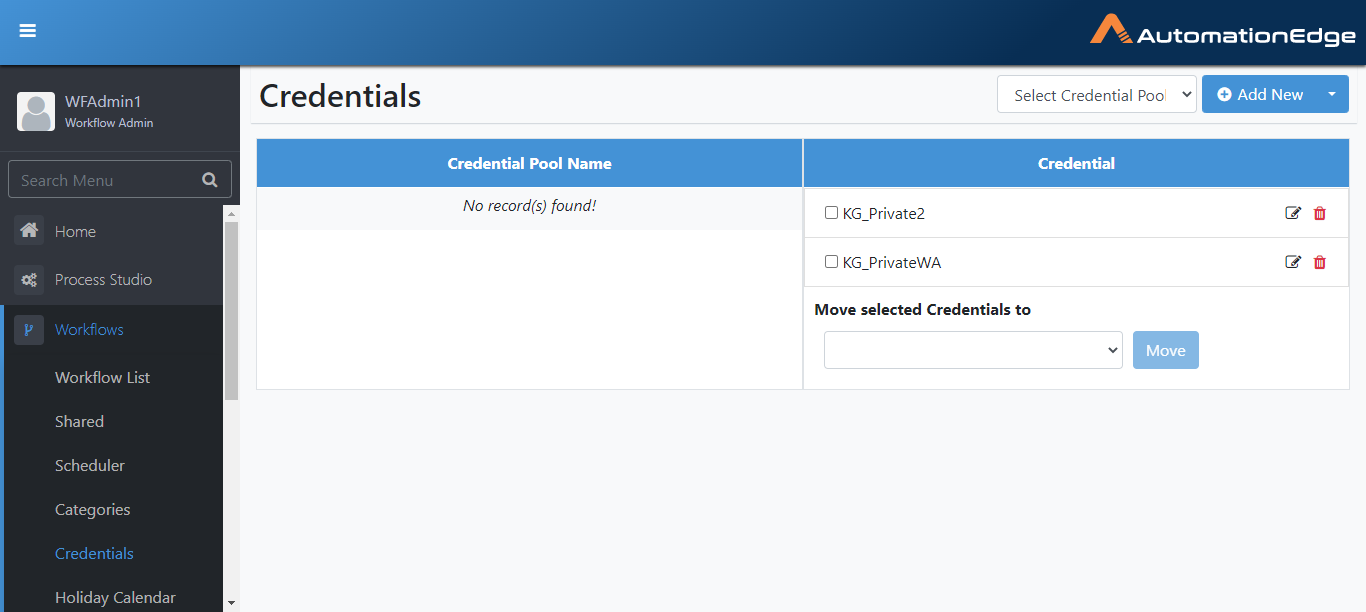 AutomationEdge
WFAdmin1
Workflow Admin
Search Menu
Home
Process Studio
Workflows
Workflow List
Shared
Scheduler
Categories
Credentials
Holiday Calendar
Credentials
Select Credential Pool
Add New
Credential Pool Name
Credential
No record(s) found!
KG_Private2
KG_PrivateWA
Move selected Credentials to
Move